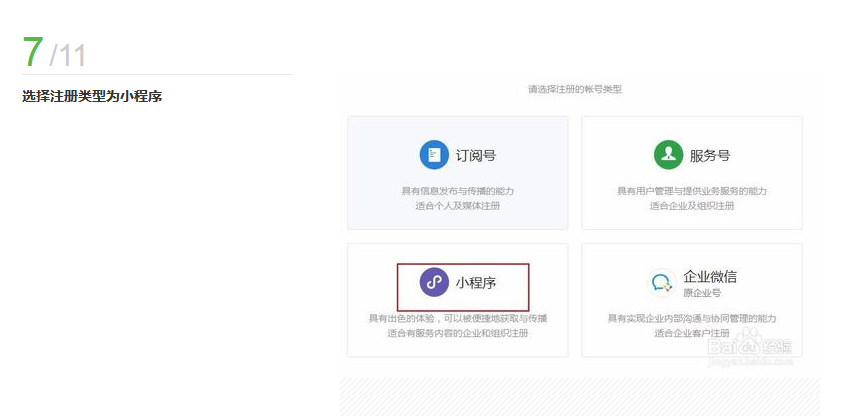 7 /11
选择注册类型为小程序
请选择注册的帐号类型
订阅号
具有信息发布与传播的能力
适合个人及媒体注册
服务号
具有用户管理与提供业务服务的能力
适合企业及组织注册
小程序
具有出色的体验，可以被便捷地获取与传播
适合有服务内容的企业和组织注册
企业微信
原企业号
具有实现企业内部沟通与协同管理的能力
适合企业客户注册
Bai 经验
jingyan.baidu.com